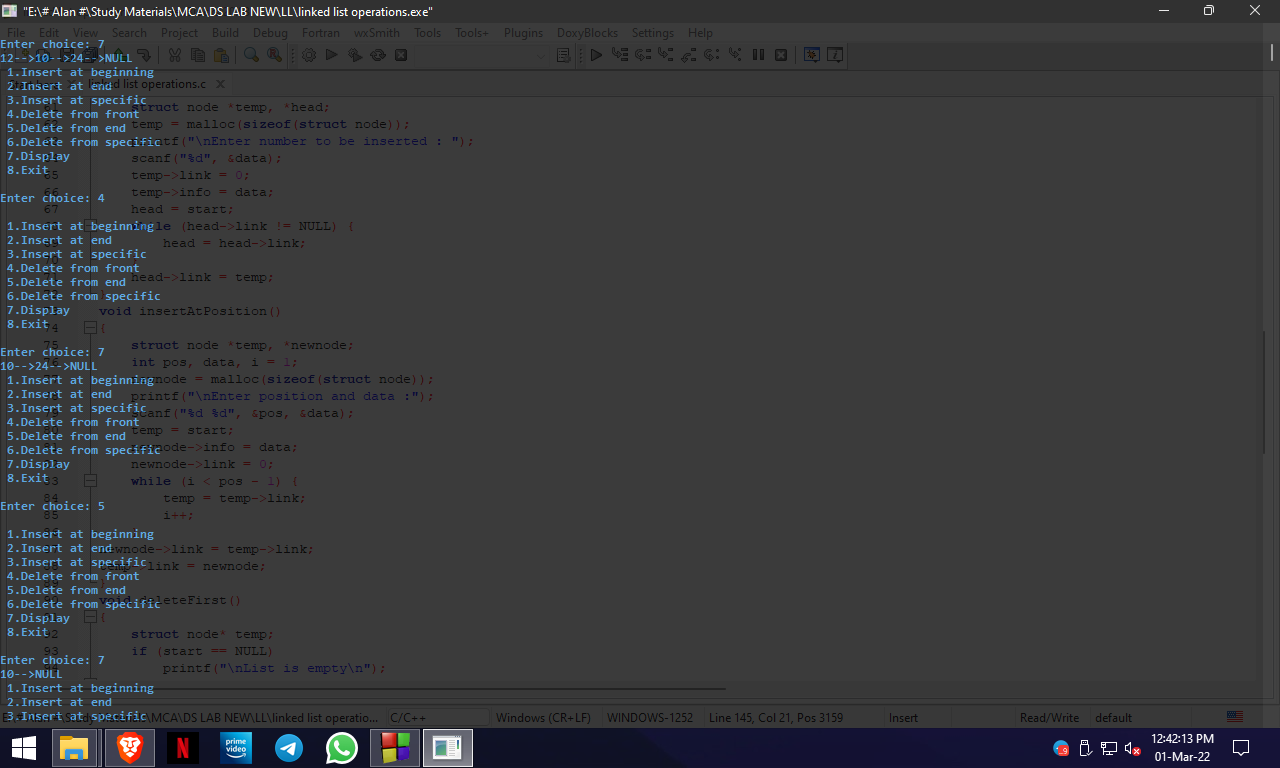 "E:\# Alan #\Study Materials\MCA\DS LAB NEW\LL\linked list operations.exe"
File Edit View Search Project Build Debug Fortran wxSmith Tools Tools+ Plugins DoxyBlocks Settings Help
linked list operations.c
Enter choice: 7
12-->10-->24-->NULL
1.Insert at beginning
2.Insert at end
3.Insert at specific
4.Delete from front
5.Delete from end
6.Delete from specific
7.Display
8.Exit
Enter choice: 4
1.Insert at beginning
2.Insert at end
3.Insert at specific
4.Delete from front
5.Delete from end
6.Delete from specific
7.Display
8.Exit
Enter choice: 7
10-->24-->NULL
1.Insert at beginning
2.Insert at end
3.Insert at specific
4.Delete from front
5.Delete from end
6.Delete from specific
7.Display
8.Exit
Enter choice: 5
1.Insert at beginning
2.Insert at end
3.Insert at specific
4.Delete from front
5.Delete from end
6.Delete from specific
7.Display
8.Exit
Enter choice: 7
10-->NULL
1.Insert at beginning
2.Insert at end
3.Insert at specific
struct node *temp, *head;
temp = malloc(sizeof(struct node));
printf("\nEnter number to be inserted : ");
scanf("%d", &data);
temp->link = 0;
temp->info = data;
head = start;
while (head->link != NULL) {
head = head->link;
head->link = temp;
void insertAtPosition()
{
struct node *temp, *newnode;
int pos, data, i = 1;
newnode = malloc(sizeof(struct node));
printf("\nEnter position and data :");
scanf("%d %d", &pos, &data);
temp = start;
newnode->info = data;
newnode->link = 0;
while (i < pos - 1) {
temp = temp->link;
i++;
newnode->link = temp->link;
temp->link = newnode;
}
void deleteFirst()
{
struct node* temp;
if (start == NULL)
printf("\nList is empty\n");
\MCA\DS LAB NEW\LL\linked list operatio... C/C++ Windows (CR+LF) WINDOWS-1252 Line 145, Col 21, Pos 3159 Insert Read/Write default
prime video
12:42:13 PM
01-Mar-22